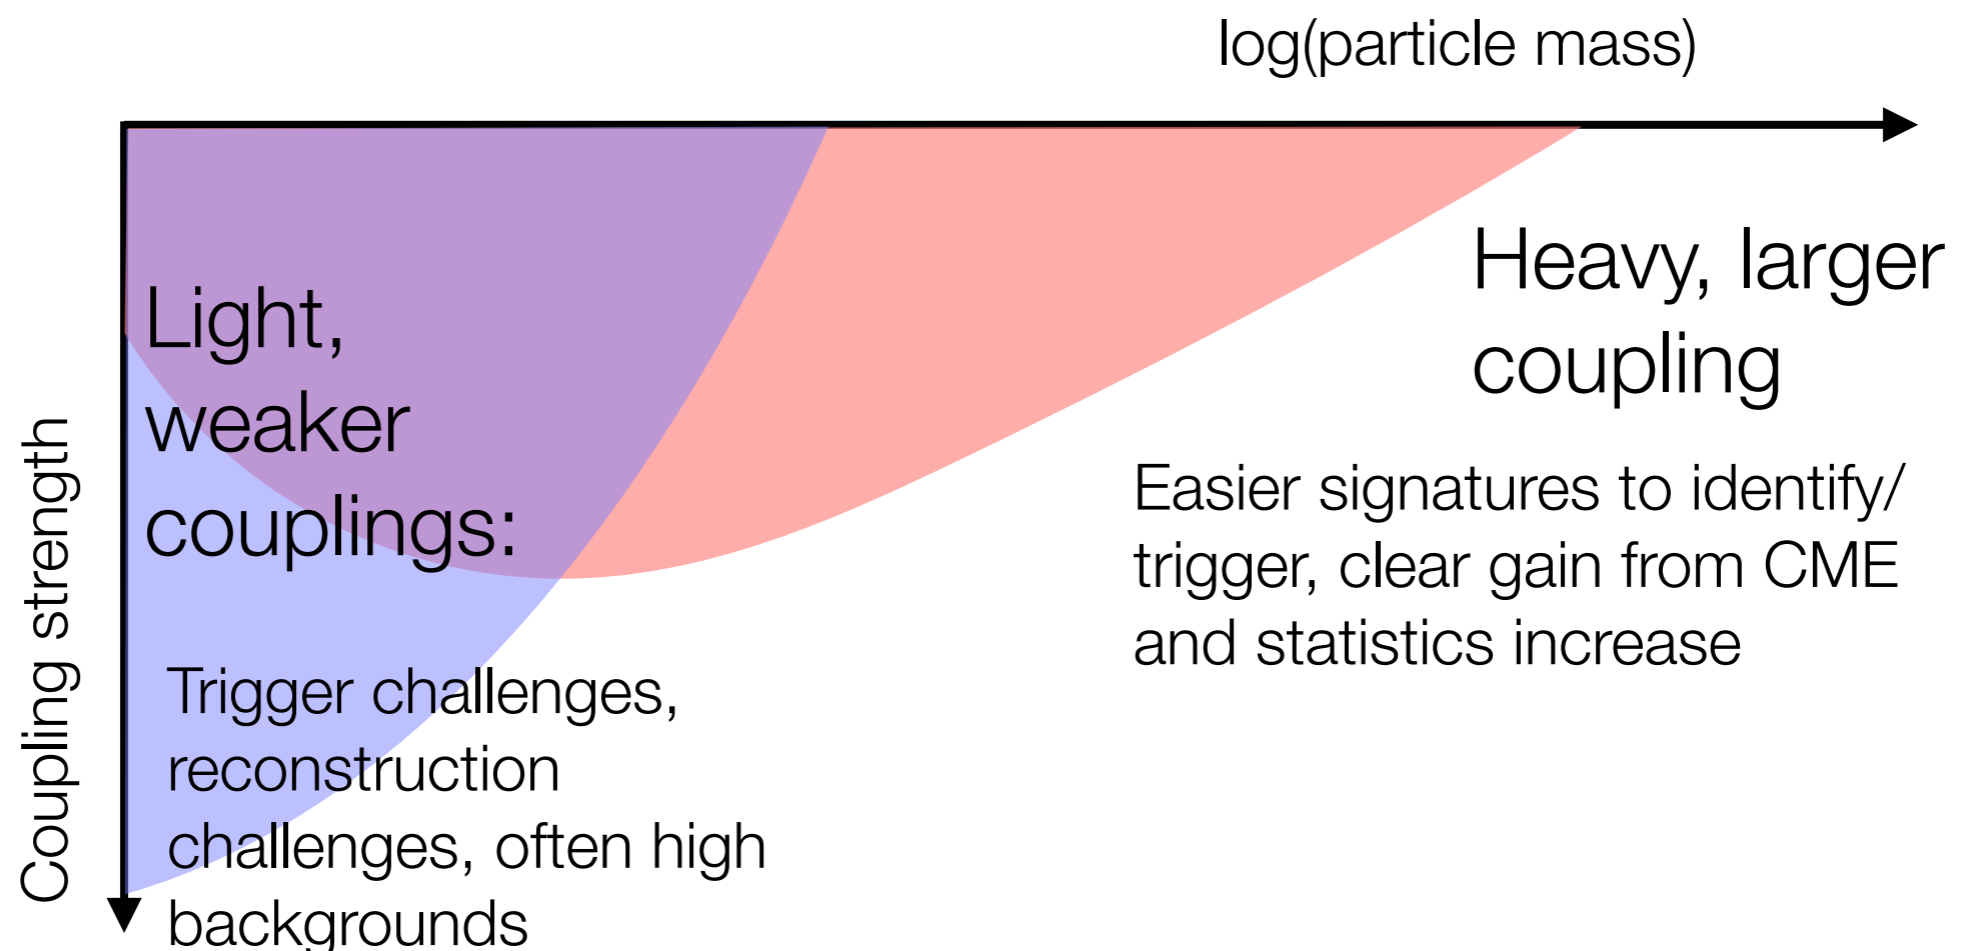 log(particle mass)
Light,
weaker
couplings:
Heavy, larger
coupling
Easier signatures to identify/
trigger, clear gain from CME
and statistics increase
Trigger challenges,
reconstruction
challenges, often high
backgrounds
Coupling strength